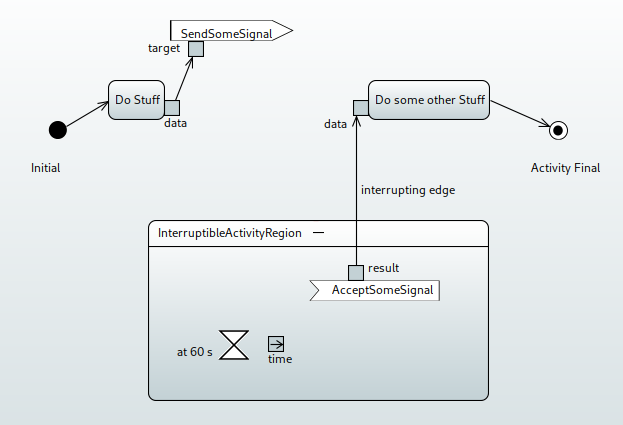 SendSomeSignal
target
Do Stuff
data
Initial
Do some other Stuff
data
Activity Final
interrupting edge
InterruptibleActivityRegion
result
AcceptSomeSignal
at 60 s
time